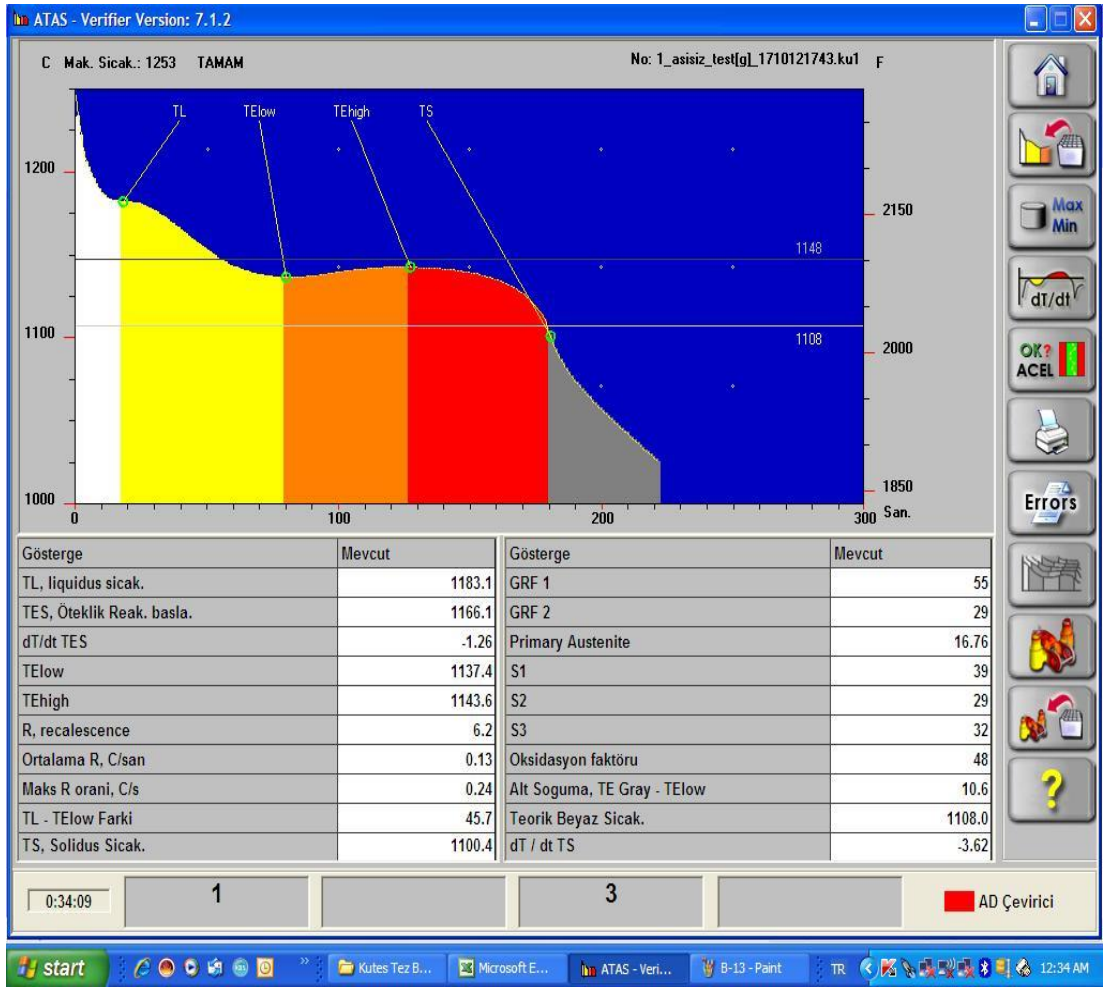 ATAS - Verifier Version: 7.1.2
C Mak. Sicak.: 1253 TAMAM No: 1_asisiz_test[g]_1710121743.ku1 F
TL TElow TEhigh TS
1200
2150
1148
1100
1108
2000
1000
1850
0 100 200 300 San.
Max
Min
dT/dt
OK?
ACEL
Errors
?
Gösterge Mevcut Gösterge Mevcut
TL, liquidus sicak. 1183.1 GRF 1 55
TES, Öteklik Reak. basla. 1166.1 GRF 2 29
dT/dt TES -1.26 Primary Austenite 16.76
TElow 1137.4 S1 39
TEhigh 1143.6 S2 29
R, recalescence 6.2 S3 32
Ortalama R, C/san 0.13 Oksidasyon faktöru 48
Maks R orani, C/s 0.24 Alt Soguma, TE Gray - TElow 10.6
TL - TElow Farki 45.7 Teorik Beyaz Sicak. 1108.0
TS, Solidus Sicak. 1100.4 dT / dt TS -3.62
0:34:09 1 3 AD Çevirici
start » Kutes Tez B... Microsoft E... ATAS - Veri... B-13 - Paint TR 12:34 AM